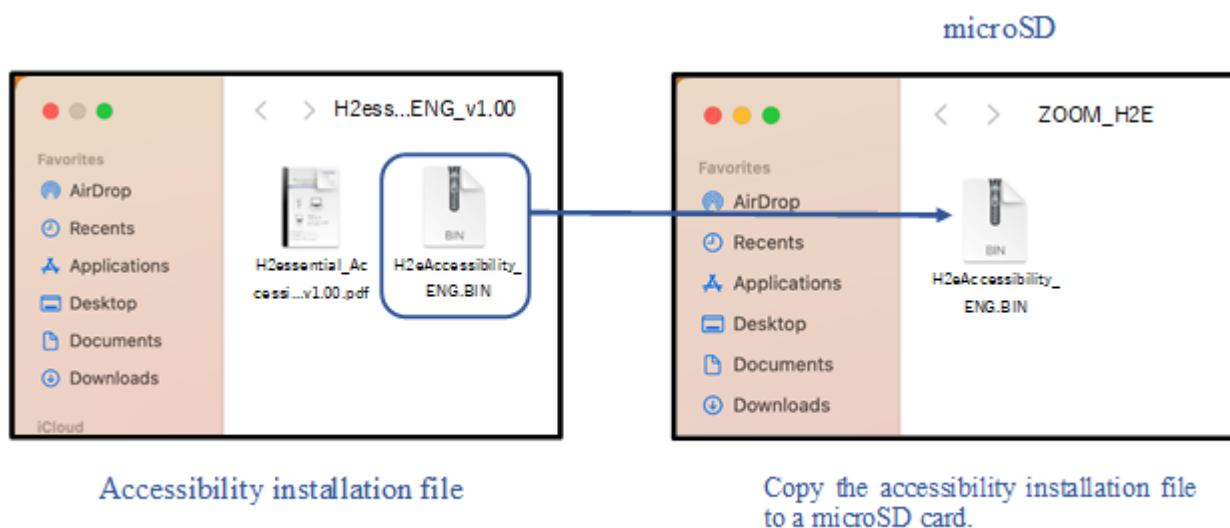 microSD
H2ess...ENG_v1.00
Favorites
AirDrop
Recents
Applications
Desktop
Documents
Downloads
iCloud
H2essential_Ac
cessi...v1.00.pdf
BIN
H2eAccessibility_
ENG.BIN
ZOOM_H2E
Favorites
AirDrop
Recents
Applications
Desktop
Documents
Downloads
BIN
H2eAccessibility_
ENG.BIN
Accessibility installation file
Copy the accessibility installation file
to a microSD card.